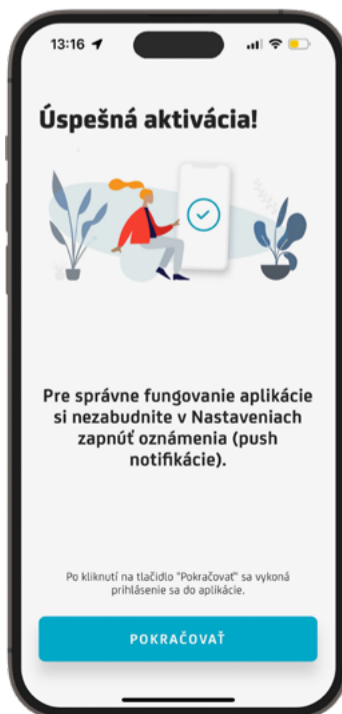 13:16
Úspešná aktivácia!
Pre správne fungovanie aplikácie
si nezabudnite v Nastaveniach
zapnúť oznámenia (push
notifikácie).
Po kliknutí na tlačidlo "Pokračovať" sa vykoná
prihlásenie sa do aplikácie.
POKRAČOVAŤ